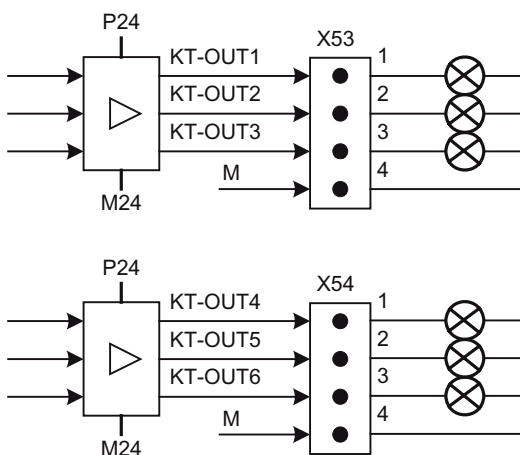 P24
X53
KT-OUT1
1
KT-OUT2
2
KT-OUT3
3
M
4
M24
P24
X54
KT-OUT4
1
KT-OUT5
2
KT-OUT6
3
M
4
M24